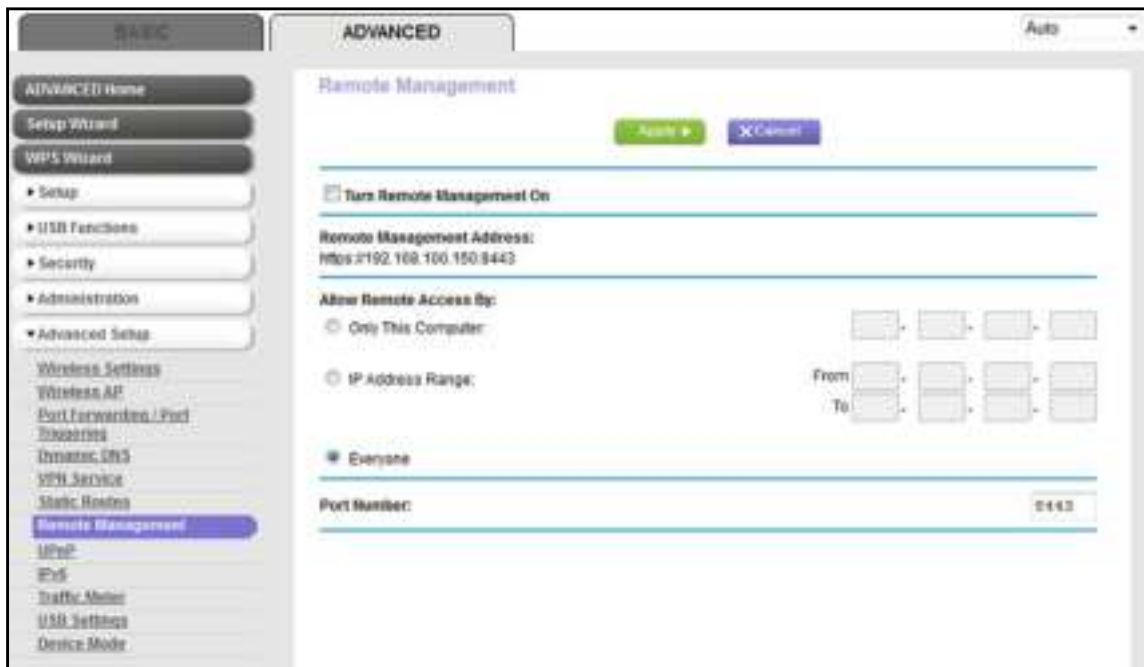 BASIC
ADVANCED
Auto
ADVANCED Home
Setup Wizard
WPS Wizard
Setup
USB Functions
Security
Administration
Advanced Setup
Wireless Settings
Wireless AP
Port Forwarding / Port
Triggering
Dynamic DNS
VPN Service
Static Routes
Remote Management
UPnP
IPv6
Traffic Meter
USB Settings
Device Mode
Remote Management
Apply
X Cancel
Turn Remote Management On
Remote Management Address:
https://192.168.100.150:8443
Allow Remote Access By:
Only This Computer:
IP Address Range:
From
To
Everyone
Port Number:
8443